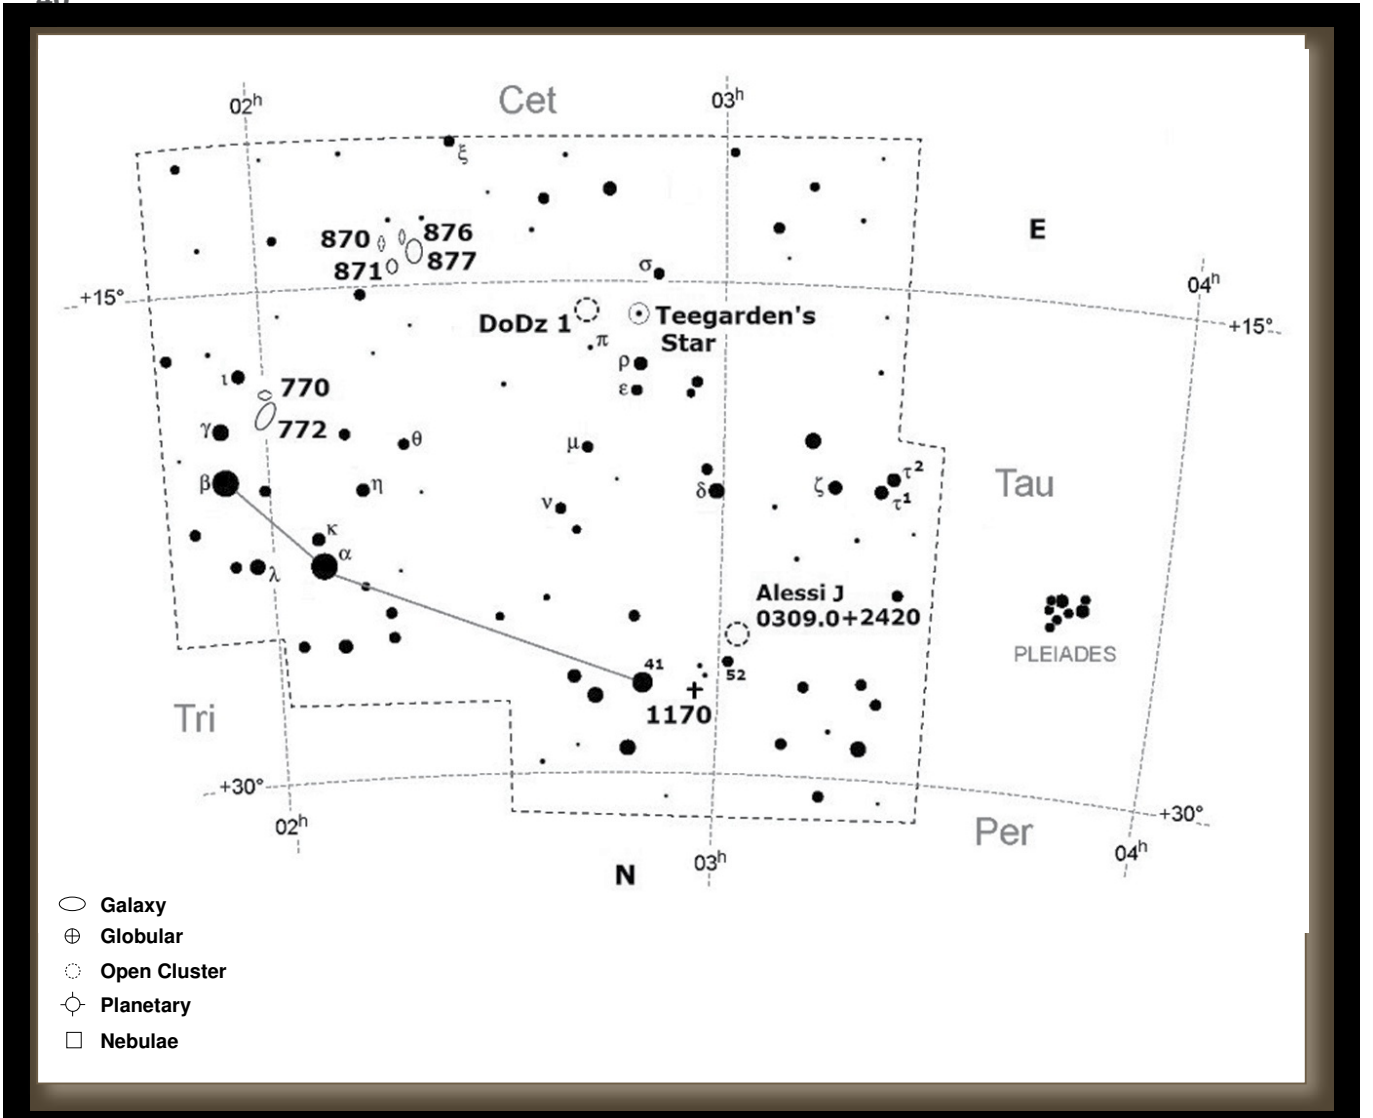 Cet
02h
03h
ξ
870
876
877
871
E
σ
04h
+15°
+15°
DoDz 1
Teegarden's
Star
π
ρ
ε
ι
770
772
γ
θ
μ
β
η
δ
ζ
τ2
τ1
Tau
ν
κ
α
λ
Alessi J
0309.0+2420
PLEIADES
41
52
1170
Tri
+30°
+30°
02h
03h
04h
Per
N
Galaxy
Globular
Open Cluster
Planetary
Nebulae